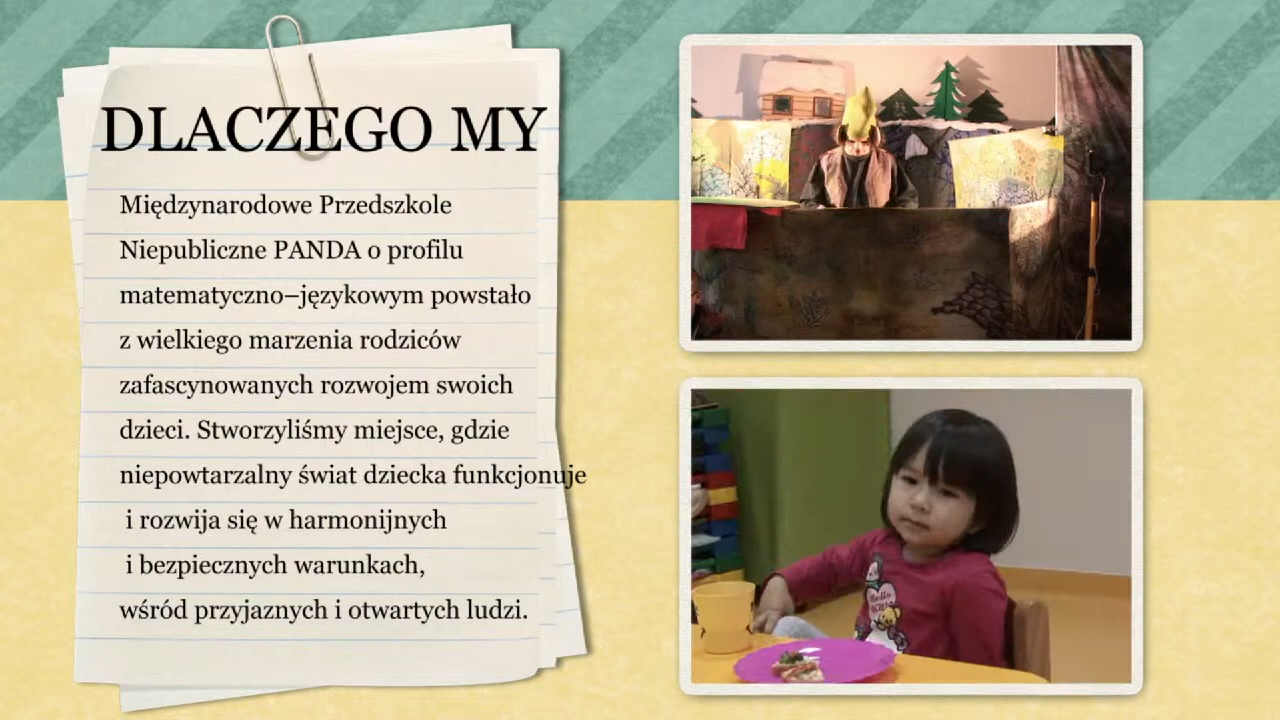 DLACZEGO MY
Międzynarodowe Przedszkole
Niepubliczne PANDA o profilu
matematyczno–językowym powstało
z wielkiego marzenia rodziców
zafascynowanych rozwojem swoich
dzieci. Stworzyliśmy miejsce, gdzie
niepowtarzalny świat dziecka funkcjonuje
i rozwija się w harmonijnych
i bezpiecznych warunkach,
wśród przyjaznych i otwartych ludzi.
Hello